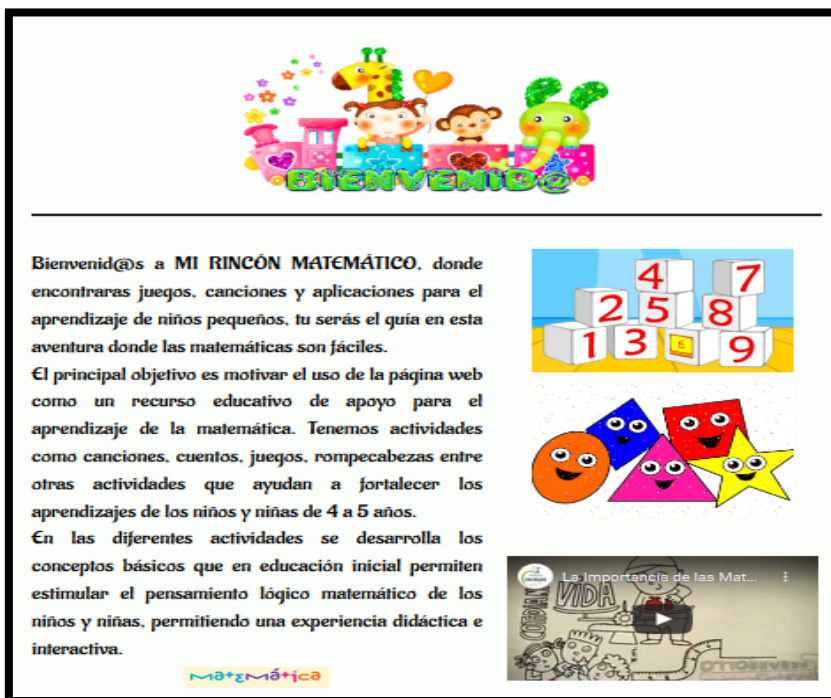 BIENVENID@
Bienvenid@s a MI RINCÓN MATEMÁTICO, donde
encontraras juegos, canciones y aplicaciones para el
aprendizaje de niños pequeños, tu serás el guía en esta
aventura donde las matemáticas son fáciles.
El principal objetivo es motivar el uso de la página web
como un recurso educativo de apoyo para el
aprendizaje de la matemática. Tenemos actividades
como canciones, cuentos, juegos, rompecabezas entre
otras actividades que ayudan a fortalecer los
aprendizajes de los niños y niñas de 4 a 5 años.
En las diferentes actividades se desarrolla los
conceptos básicos que en educación inicial permiten
estimular el pensamiento lógico matemático de los
niños y niñas, permitiendo una experiencia didáctica e
interactiva.
Matemática
4 7
2 5 8
1 3 6 9
La Importancia de las Mat...
COTIDIANA
VIDA